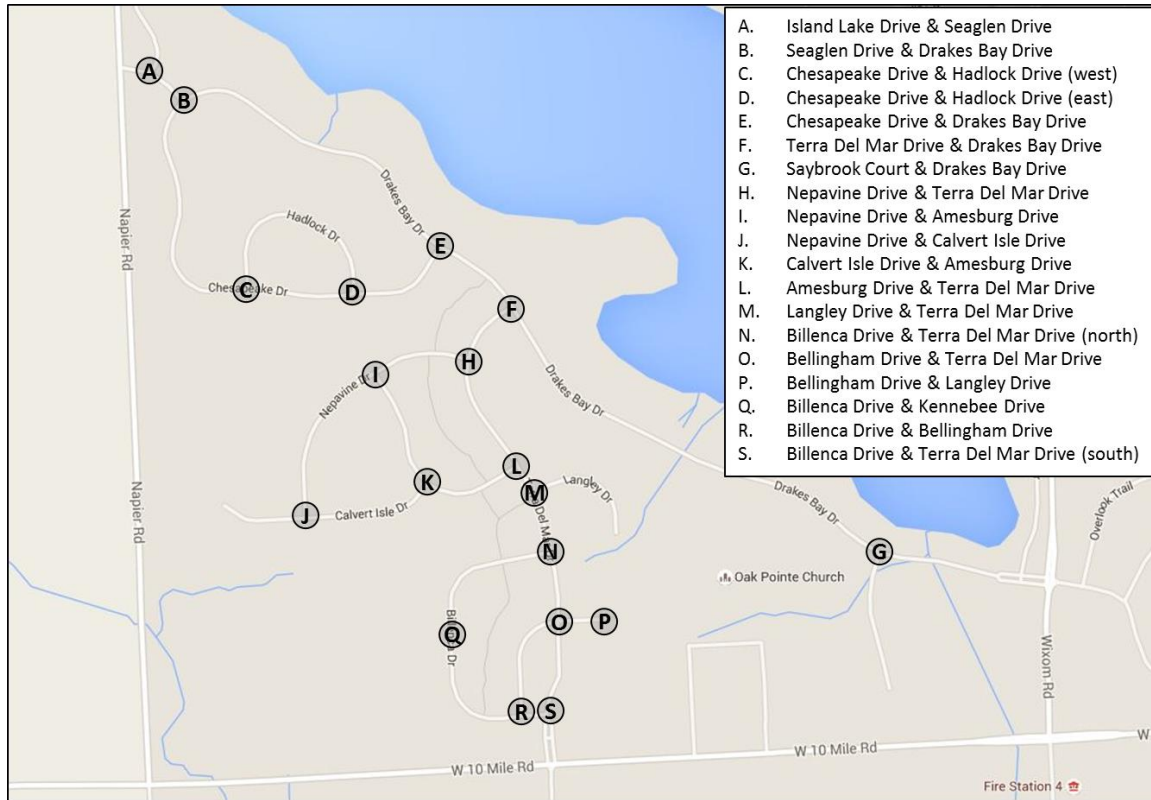 A. Island Lake Drive & Seaglen Drive
B. Seaglen Drive & Drakes Bay Drive
C. Chesapeake Drive & Hadlock Drive (west)
D. Chesapeake Drive & Hadlock Drive (east)
E. Chesapeake Drive & Drakes Bay Drive
F. Terra Del Mar Drive & Drakes Bay Drive
G. Saybrook Court & Drakes Bay Drive
H. Nepavine Drive & Terra Del Mar Drive
I. Nepavine Drive & Amesburg Drive
J. Nepavine Drive & Calvert Isle Drive
K. Calvert Isle Drive & Amesburg Drive
L. Amesburg Drive & Terra Del Mar Drive
M. Langley Drive & Terra Del Mar Drive
N. Billenca Drive & Terra Del Mar Drive (north)
O. Bellingham Drive & Terra Del Mar Drive
P. Bellingham Drive & Langley Drive
Q. Billenca Drive & Kennebee Drive
R. Billenca Drive & Bellingham Drive
S. Billenca Drive & Terra Del Mar Drive (south)
A
B
Napier Rd
Hadlock Dr
Drakes Bay Dr
E
Chesapeake Dr
C
D
F
H
I
Nepavine Dr
Drakes Bay Dr
L
K
M
Langley Dr
Del Mar
Drakes Bay Dr
Overlook Trail
J
Calvert Isle Dr
Napier Rd
N
G
Oak Pointe Church
O
P
Q
Dr
Wixom Rd
R
S
W 10 Mile Rd
W 10 Mile Rd
W
Fire Station 4